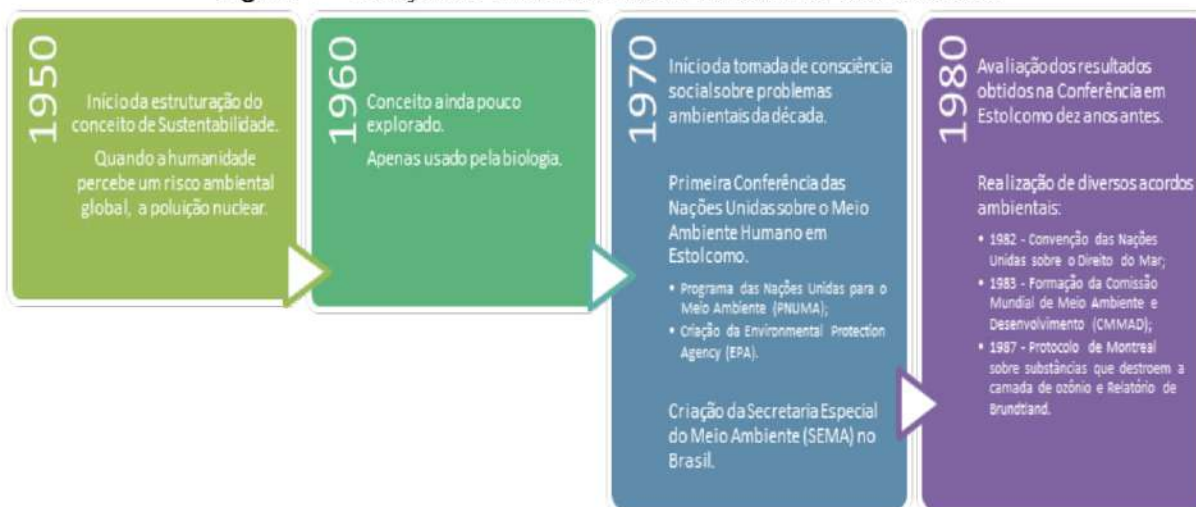 1950
Início da estruturação do
conceito de Sustentabilidade.
Quando a humanidade
percebe um risco ambiental
global, a poluição nuclear.
1960
Conceito ainda pouco
explorado.
Apenas usado pela biologia.
1970
Início da tomada de consciência
social sobre problemas
ambientais da década.
Primeira Conferência das
Nações Unidas sobre o Meio
Ambiente Humano em
Estolcomo.
• Programa das Nações Unidas para o
Meio Ambiente (PNUMA);
• Criação da Environmental Protection
Agency (EPA).
Criação da Secretaria Especial
do Meio Ambiente (SEMA) no
Brasil.
1980
Avaliação dos resultados
obtidos na Conferência em
Estolcomo dez anos antes.
Realização de diversos acordos
ambientais:
• 1982 - Convenção das Nações
Unidas sobre o Direito do Mar;
• 1983 - Formação da Comissão
Mundial de Meio Ambiente e
Desenvolvimento (CMMAD);
• 1987 - Protocolo de Montreal
sobre substâncias que destroem a
camada de ozônio e Relatório de
Brundtland.